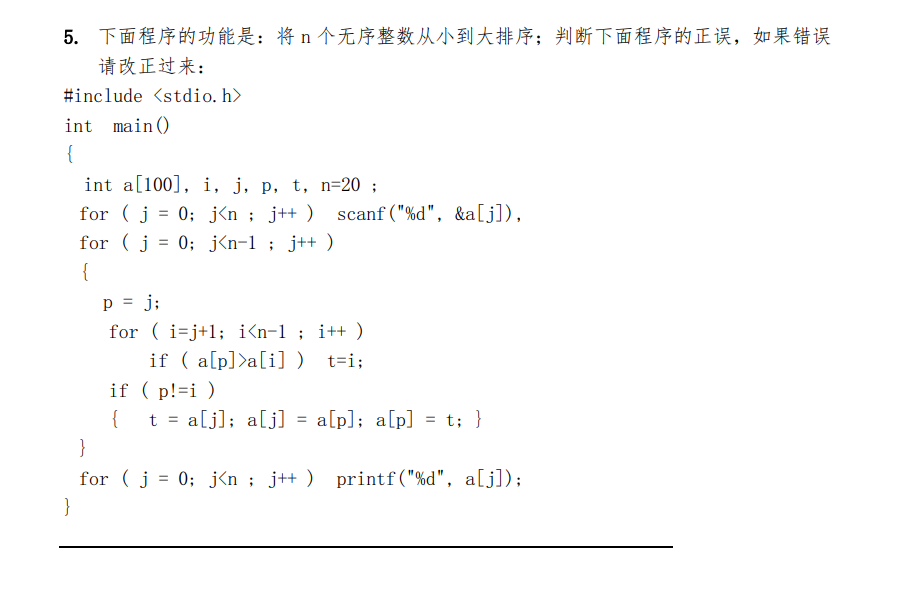 5. 下面程序的功能是：将 n 个无序整数从小到大排序；判断下面程序的正误，如果错误
请改正过来：
#include <stdio.h>
int  main()
{
int a[100], i, j, p, t, n=20 ;
for ( j = 0; j<n ; j++ )  scanf("%d", &a[j]),
for ( j = 0; j<n-1 ; j++ )
{
p = j;
for ( i=j+1; i<n-1 ; i++ )
if ( a[p]>a[i] )  t=i;
if ( p!=i )
{  t = a[j]; a[j] = a[p]; a[p] = t; }
}
for ( j = 0; j<n ; j++ )  printf("%d", a[j]);
}